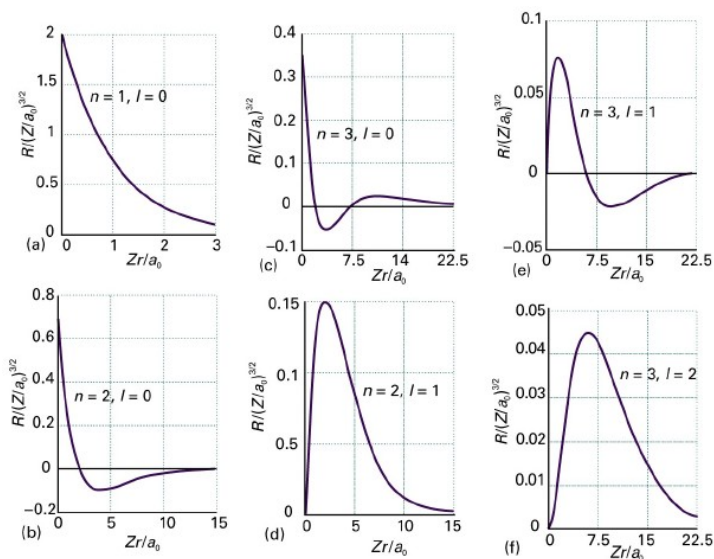 2
1.5
1
0.5
0
R/(Z/a₀)^3/2
n = 1, l = 0
0 1 2 3
Zr/a₀
(a)
0.8
0.6
0.4
0.2
0
−0.2
R/(Z/a₀)^3/2
n = 2, l = 0
0 5 10 15
Zr/a₀
(b)
0.4
0.3
0.2
0.1
0
−0.1
R/(Z/a₀)^3/2
n = 3, l = 0
0 7.5 14 22.5
Zr/a₀
(c)
0.15
0.10
0.5
0
R/(Z/a₀)^3/2
n = 2, l = 1
0 5 10 15
Zr/a₀
(d)
0.1
0.05
0
−0.05
R/(Z/a₀)^3/2
n = 3, l = 1
0 7.5 15 22.5
Zr/a₀
(e)
0.05
0.04
0.03
0.02
0.01
0
R/(Z/a₀)^3/2
n = 3, l = 2
0 7.5 15 22.5
Zr/a₀
(f)